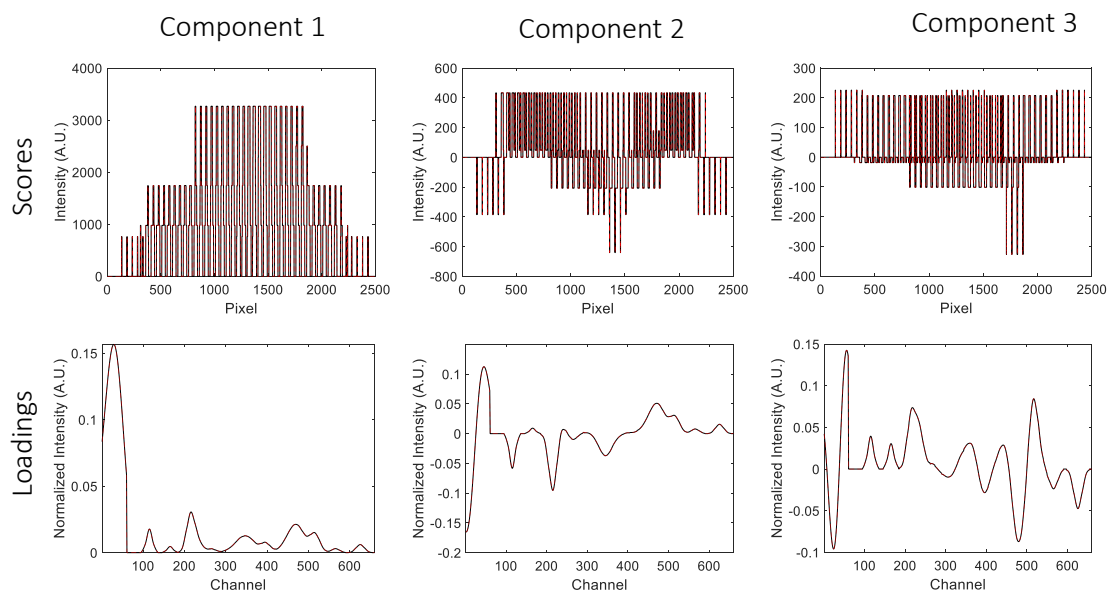 Component 1
Component 2
Component 3
Scores
Intensity (A.U.)
4000
3000
2000
1000
0
0 500 1000 1500 2000 2500
Pixel
Intensity (A.U.)
600
400
200
0
-200
-400
-600
-800
0 500 1000 1500 2000 2500
Pixel
Intensity (A.U.)
300
200
100
0
-100
-200
-300
-400
0 500 1000 1500 2000 2500
Pixel
Loadings
Normalized Intensity (A.U.)
0.15
0.1
0.05
0
100 200 300 400 500 600
Channel
Normalized Intensity (A.U.)
0.1
0.05
0
-0.05
-0.1
-0.15
-0.2
100 200 300 400 500 600
Channel
Normalized Intensity (A.U.)
0.15
0.1
0.05
0
-0.05
-0.1
100 200 300 400 500 600
Channel